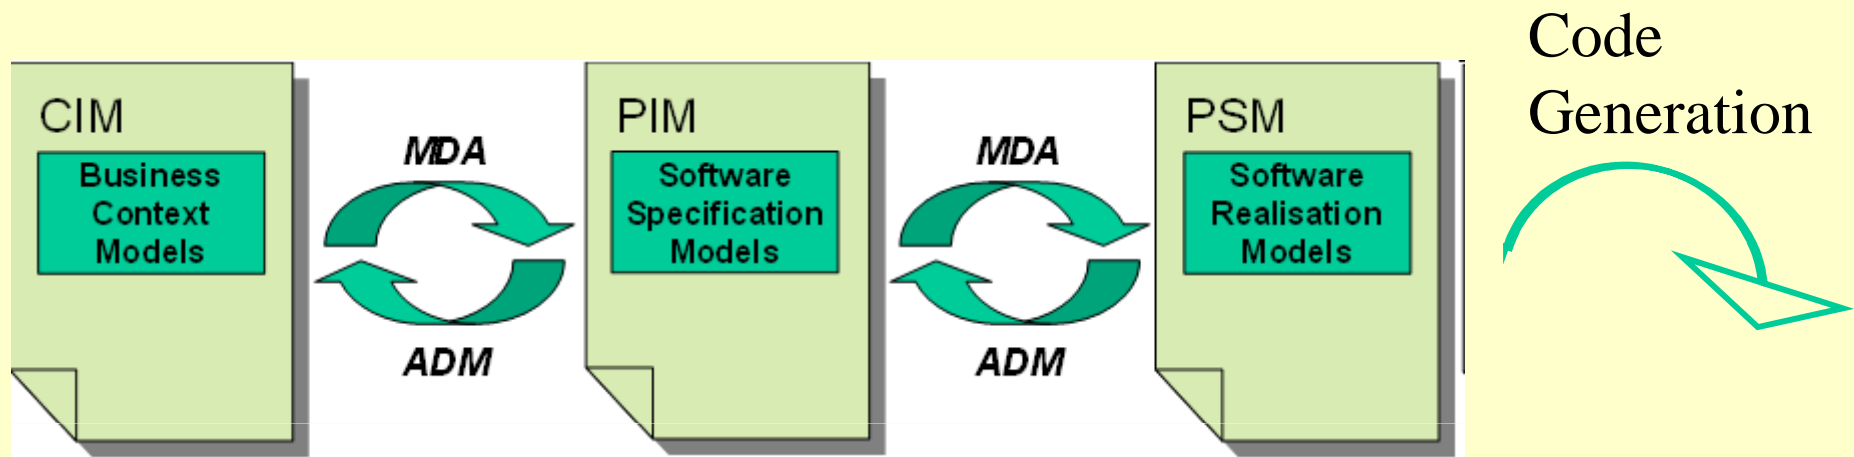 Code
Generation
CIM
Business
Context
Models
MDA
ADM
PIM
Software
Specification
Models
MDA
ADM
PSM
Software
Realisation
Models